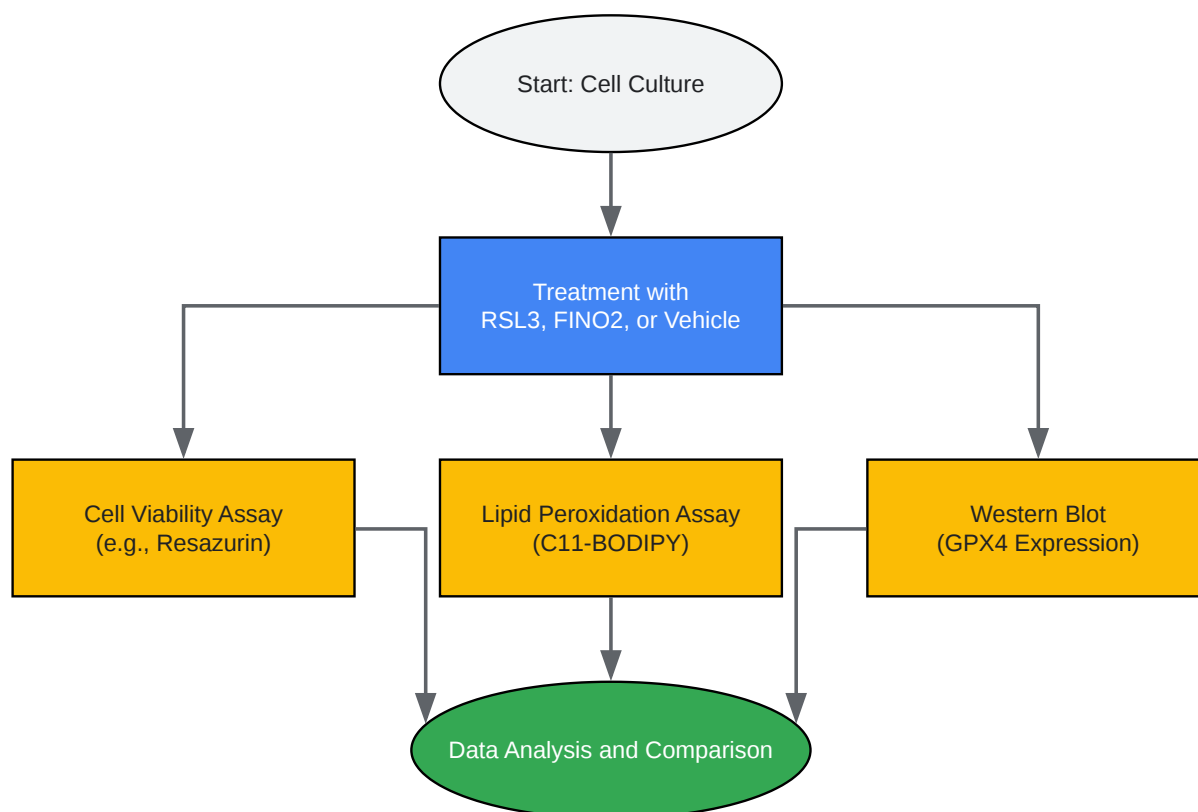 Start: Cell Culture
Treatment with
RSL3, FINO2, or Vehicle
Cell Viability Assay
(e.g., Resazurin)
Lipid Peroxidation Assay
(C11-BODIPY)
Western Blot
(GPX4 Expression)
Data Analysis and Comparison